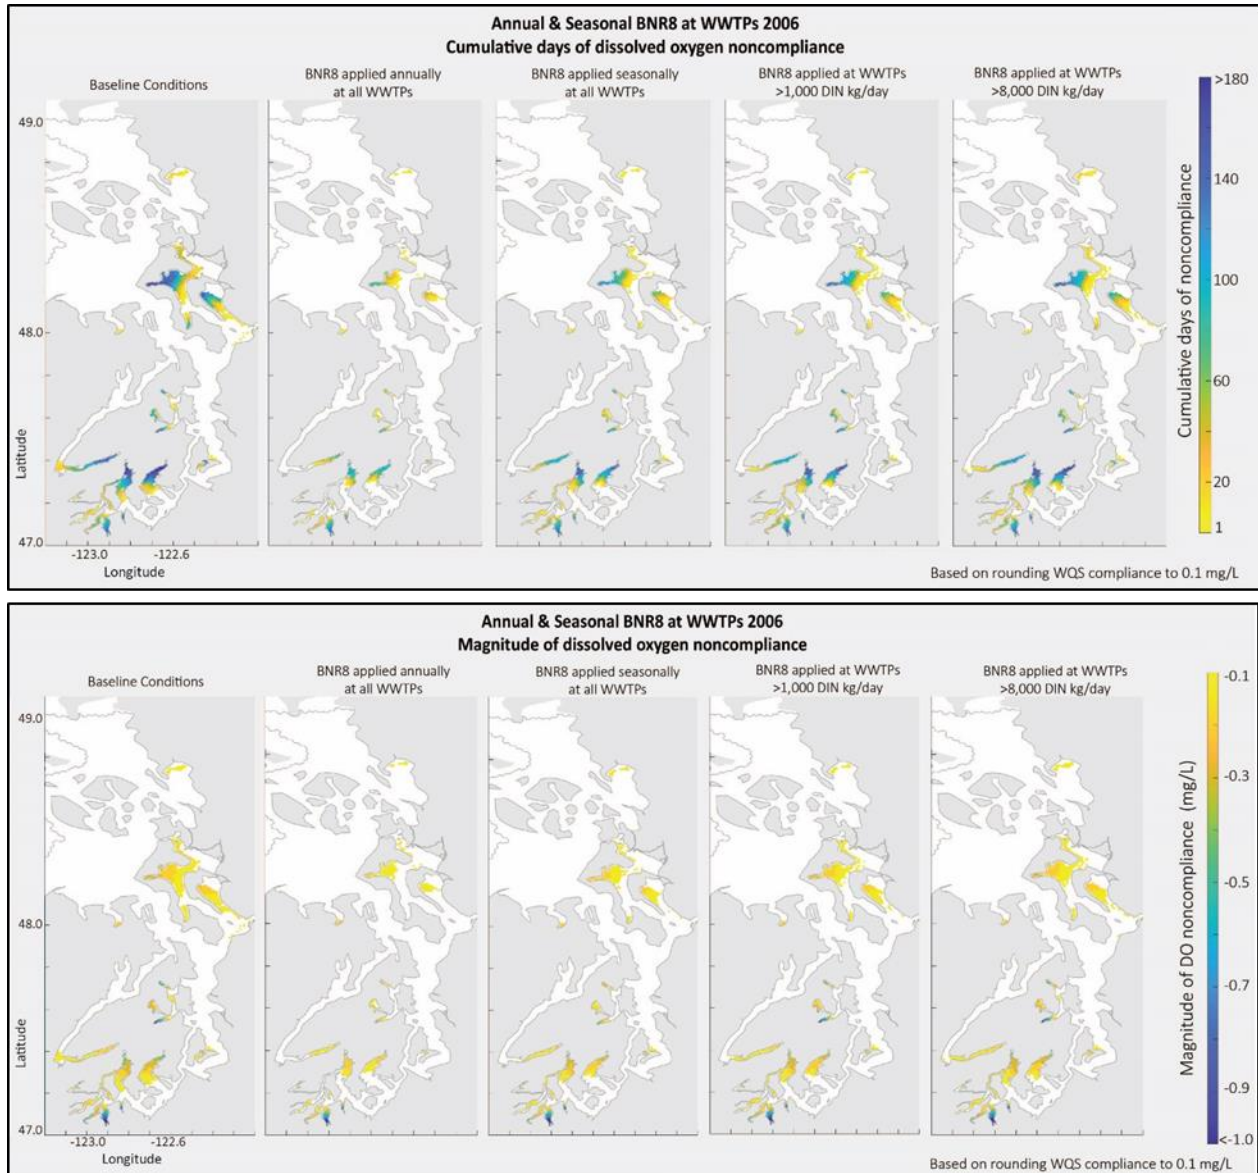 Annual & Seasonal BNR8 at WWTPs 2006
Cumulative days of dissolved oxygen noncompliance
Baseline Conditions
BNR8 applied annually
at all WWTPs
BNR8 applied seasonally
at all WWTPs
BNR8 applied at WWTPs
>1,000 DIN kg/day
BNR8 applied at WWTPs
>8,000 DIN kg/day
49.0
48.0
47.0
Latitude
-123.0 -122.6
Longitude
>180
140
100
60
20
1
Cumulative days of noncompliance
Based on rounding WQS compliance to 0.1 mg/L
Annual & Seasonal BNR8 at WWTPs 2006
Magnitude of dissolved oxygen noncompliance
Baseline Conditions
BNR8 applied annually
at all WWTPs
BNR8 applied seasonally
at all WWTPs
BNR8 applied at WWTPs
>1,000 DIN kg/day
BNR8 applied at WWTPs
>8,000 DIN kg/day
49.0
48.0
47.0
Latitude
-123.0 -122.6
Longitude
-0.1
-0.3
-0.5
-0.7
-0.9
<-1.0
Magnitude of DO noncompliance (mg/L)
Based on rounding WQS compliance to 0.1 mg/L